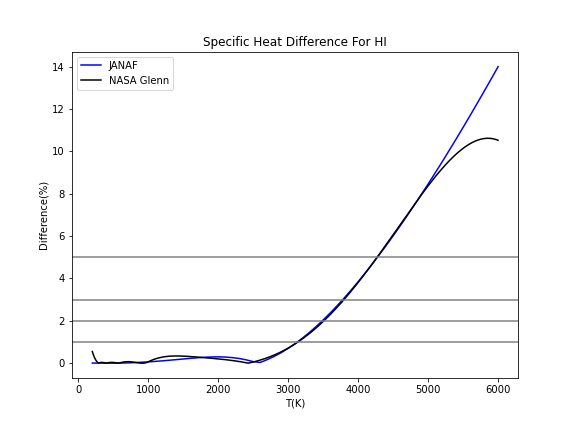 Specific Heat Difference For HI
JANAF
NASA Glenn
Difference(%)
14
12
10
8
6
4
2
0
0 1000 2000 3000 4000 5000 6000
T(K)